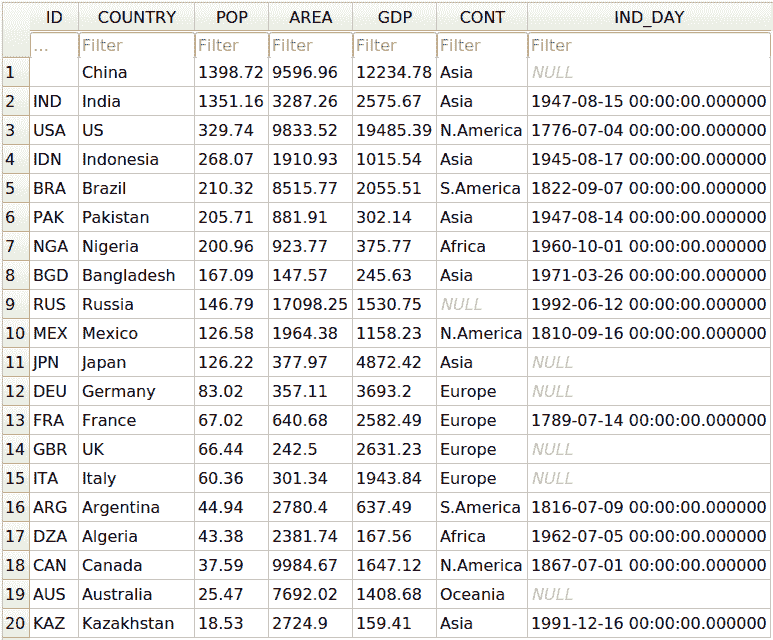 ID COUNTRY POP AREA GDP CONT IND_DAY
... Filter Filter Filter Filter Filter Filter
1 China 1398.72 9596.96 12234.78 Asia NULL
2 IND India 1351.16 3287.26 2575.67 Asia 1947-08-15 00:00:00.000000
3 USA US 329.74 9833.52 19485.39 N.America 1776-07-04 00:00:00.000000
4 IDN Indonesia 268.07 1910.93 1015.54 Asia 1945-08-17 00:00:00.000000
5 BRA Brazil 210.32 8515.77 2055.51 S.America 1822-09-07 00:00:00.000000
6 PAK Pakistan 205.71 881.91 302.14 Asia 1947-08-14 00:00:00.000000
7 NGA Nigeria 200.96 923.77 375.77 Africa 1960-10-01 00:00:00.000000
8 BGD Bangladesh 167.09 147.57 245.63 Asia 1971-03-26 00:00:00.000000
9 RUS Russia 146.79 17098.25 1530.75 NULL 1992-06-12 00:00:00.000000
10 MEX Mexico 126.58 1964.38 1158.23 N.America 1810-09-16 00:00:00.000000
11 JPN Japan 126.22 377.97 4872.42 Asia NULL
12 DEU Germany 83.02 357.11 3693.2 Europe NULL
13 FRA France 67.02 640.68 2582.49 Europe 1789-07-14 00:00:00.000000
14 GBR UK 66.44 242.5 2631.23 Europe NULL
15 ITA Italy 60.36 301.34 1943.84 Europe NULL
16 ARG Argentina 44.94 2780.4 637.49 S.America 1816-07-09 00:00:00.000000
17 DZA Algeria 43.38 2381.74 167.56 Africa 1962-07-05 00:00:00.000000
18 CAN Canada 37.59 9984.67 1647.12 N.America 1867-07-01 00:00:00.000000
19 AUS Australia 25.47 7692.02 1408.68 Oceania NULL
20 KAZ Kazakhstan 18.53 2724.9 159.41 Asia 1991-12-16 00:00:00.000000